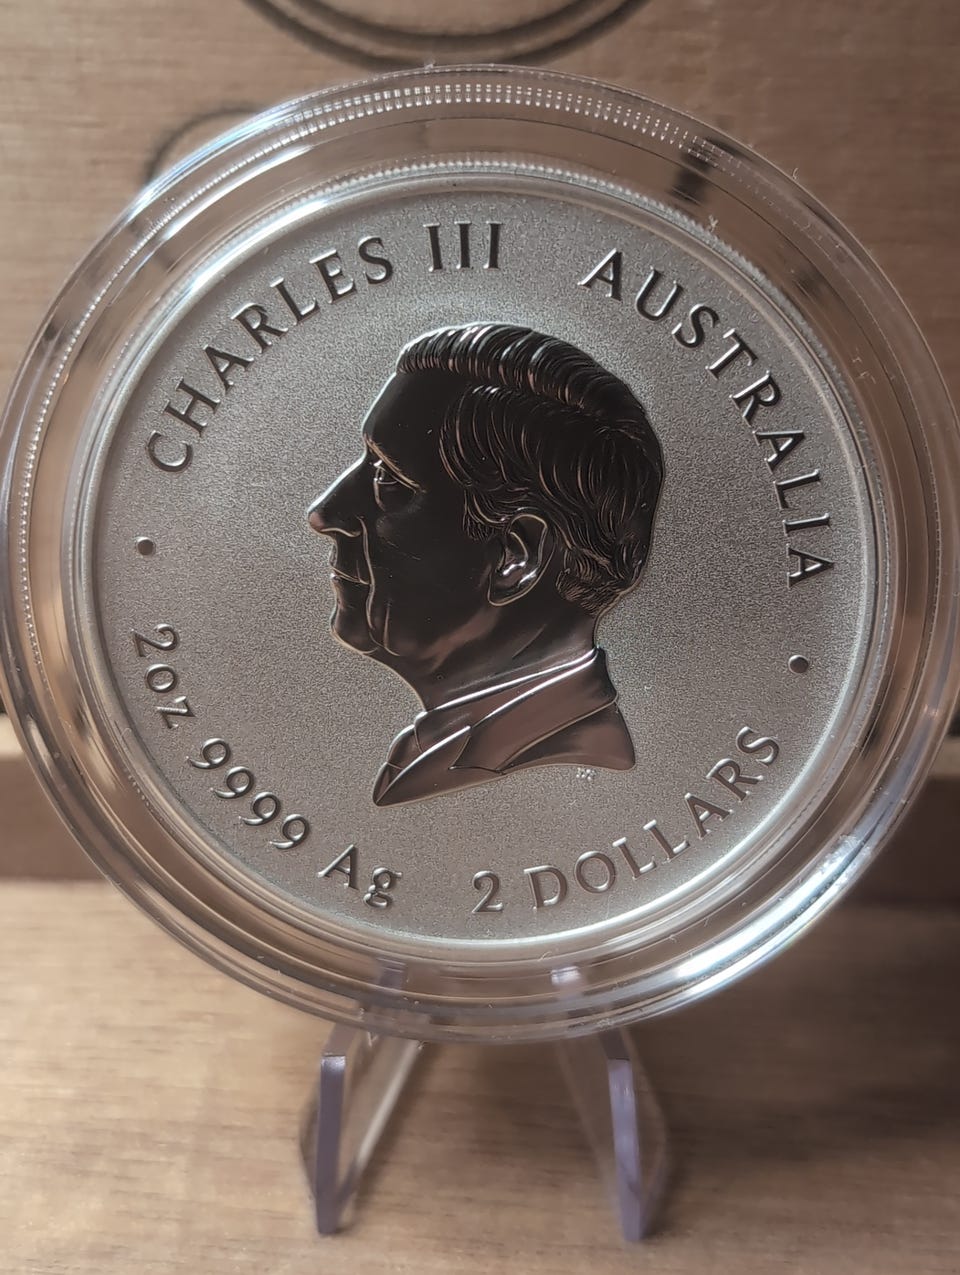 CHARLES III AUSTRALIA
2oz 9999 Ag 2 DOLLARS